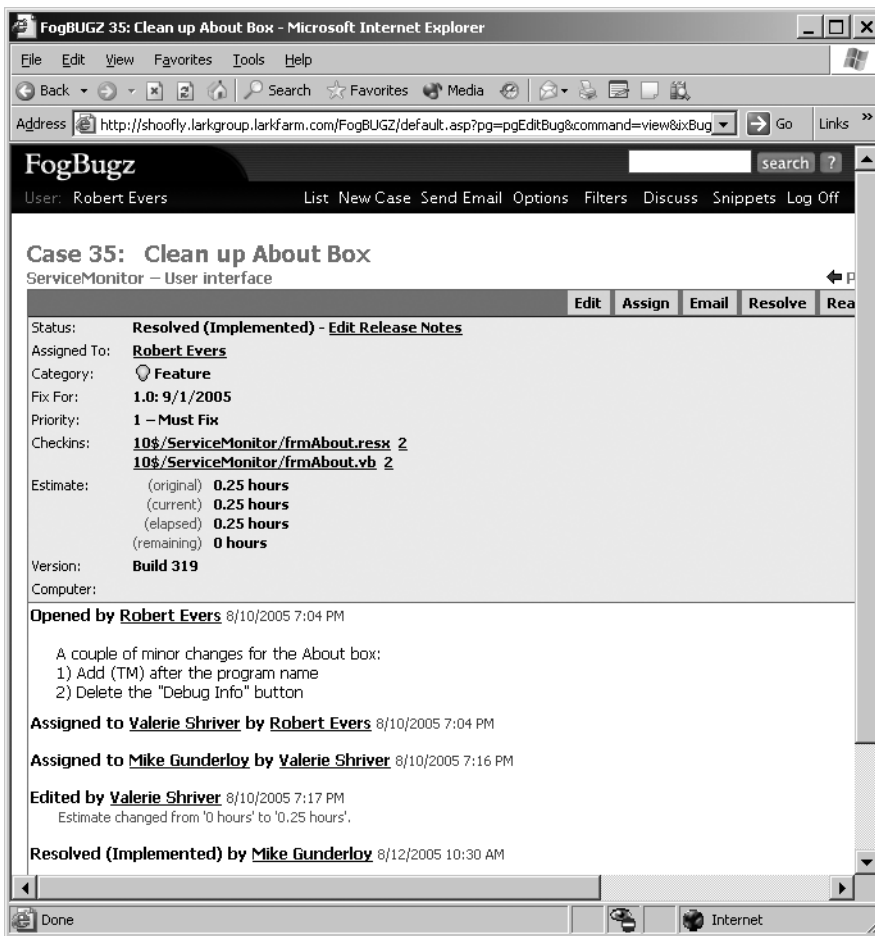 FogBUGZ 35: Clean up About Box - Microsoft Internet Explorer
File Edit View Favorites Tools Help
Back Search Favorites Media
Address http://shoofly.larkgroup.larkfarm.com/FogBUGZ/default.asp?pg=pgEditBug&command=view&ixBug Go Links »
FogBugz search ?
User: Robert Evers List New Case Send Email Options Filters Discuss Snippets Log Off
Case 35: Clean up About Box
ServiceMonitor – User interface P
Edit Assign Email Resolve Rea
Status: Resolved (Implemented) - Edit Release Notes
Assigned To: Robert Evers
Category: Feature
Fix For: 1.0: 9/1/2005
Priority: 1 – Must Fix
Checkins: 10$/ServiceMonitor/frmAbout.resx 2
10$/ServiceMonitor/frmAbout.vb 2
Estimate: (original) 0.25 hours
(current) 0.25 hours
(elapsed) 0.25 hours
(remaining) 0 hours
Version: Build 319
Computer:
Opened by Robert Evers 8/10/2005 7:04 PM
A couple of minor changes for the About box:
1) Add (TM) after the program name
2) Delete the "Debug Info" button
Assigned to Valerie Shriver by Robert Evers 8/10/2005 7:04 PM
Assigned to Mike Gunderloy by Valerie Shriver 8/10/2005 7:16 PM
Edited by Valerie Shriver 8/10/2005 7:17 PM
Estimate changed from '0 hours' to '0.25 hours'.
Resolved (Implemented) by Mike Gunderloy 8/12/2005 10:30 AM
Done Internet